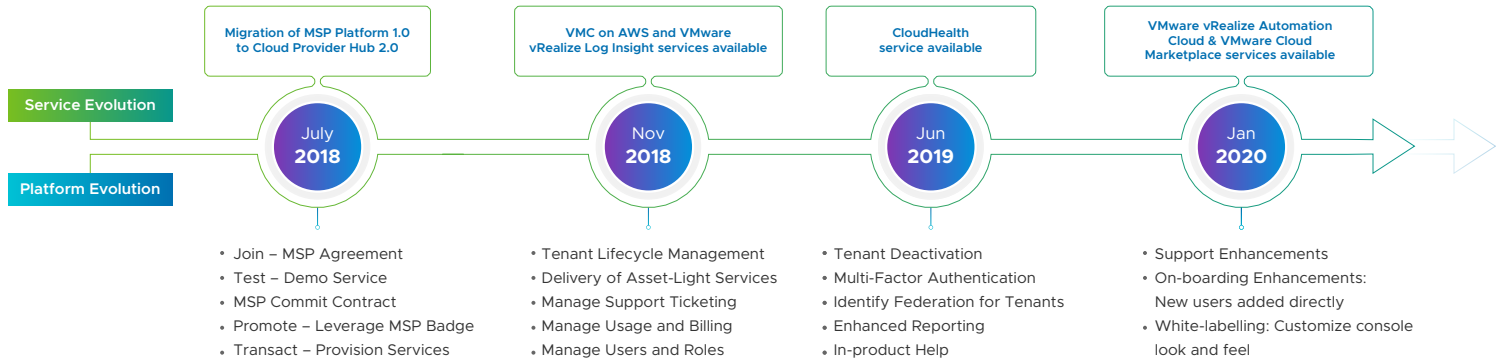 Migration of MSP Platform 1.0
to Cloud Provider Hub 2.0
VMC on AWS and VMware
vRealize Log Insight services available
CloudHealth
service available
VMware vRealize Automation
Cloud & VMware Cloud
Marketplace services available
Service Evolution
Platform Evolution
July
2018
Nov
2018
Jun
2019
Jan
2020
• Join – MSP Agreement
• Test – Demo Service
• MSP Commit Contract
• Promote – Leverage MSP Badge
• Transact – Provision Services
• Tenant Lifecycle Management
• Delivery of Asset-Light Services
• Manage Support Ticketing
• Manage Usage and Billing
• Manage Users and Roles
• Tenant Deactivation
• Multi-Factor Authentication
• Identify Federation for Tenants
• Enhanced Reporting
• In-product Help
• Support Enhancements
• On-boarding Enhancements:
New users added directly
• White-labelling: Customize console
look and feel